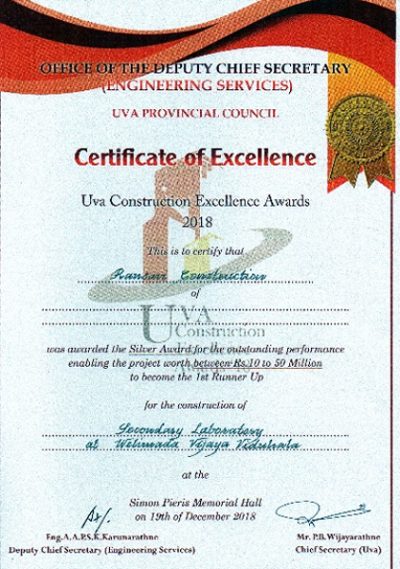 OFFICE OF THE DEPUTY CHIEF SECRETARY
(ENGINEERING SERVICES)
UVA PROVINCIAL COUNCIL
Certificate of Excellence
Uva Construction Excellence Awards
2018
This is to certify that
Ransavi Construction
of
UVA
Construction
was awarded the Silver Award for the outstanding performance
enabling the project worth between Rs.10 to 50 Million
to become the 1st Runner Up
for the construction of
Secondary Laboratory
at Welimada Vijaya Vidyhala
at the
Simon Pieris Memorial Hall
on 19th of December 2018
Eng.A.A.P.S.K.Karunarathne
Deputy Chief Secretary (Engineering Services)
Mr. P.B.Wijayarathne
Chief Secretary (Uva)